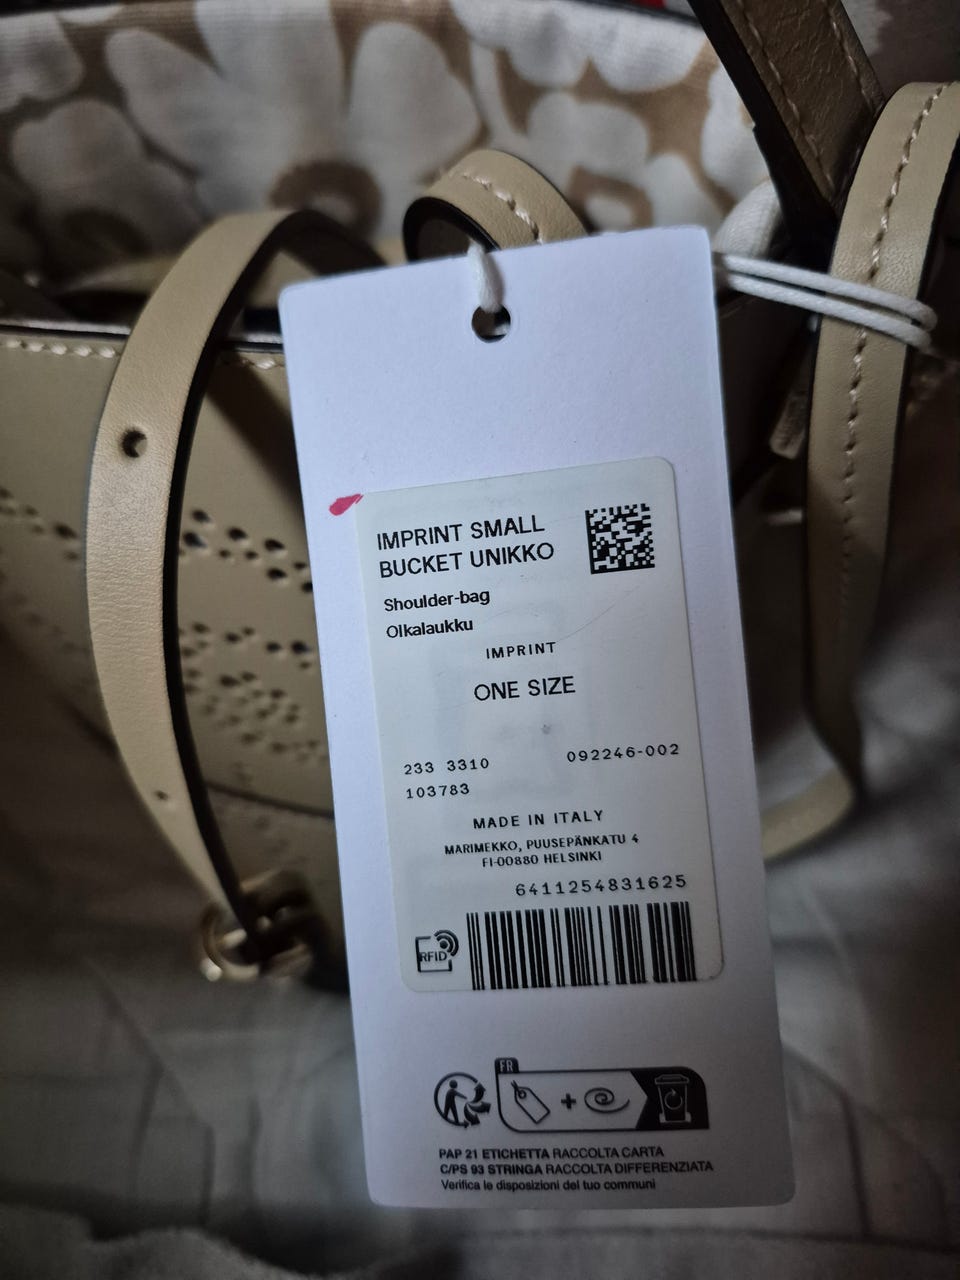 IMPRINT SMALL
BUCKET UNIKKO
Shoulder-bag
Olkalaukku
IMPRINT
ONE SIZE
233 3310 092246-002
103783
MADE IN ITALY
MARIMEKKO, PUUSEPÄNKATU 4
FI-00880 HELSINKI
6411254831625
RFID
FR
PAP 21 ETICHETTA RACCOLTA CARTA
C/PS 93 STRINGA RACCOLTA DIFFERENZIATA
Verifica le disposizioni del tuo communi